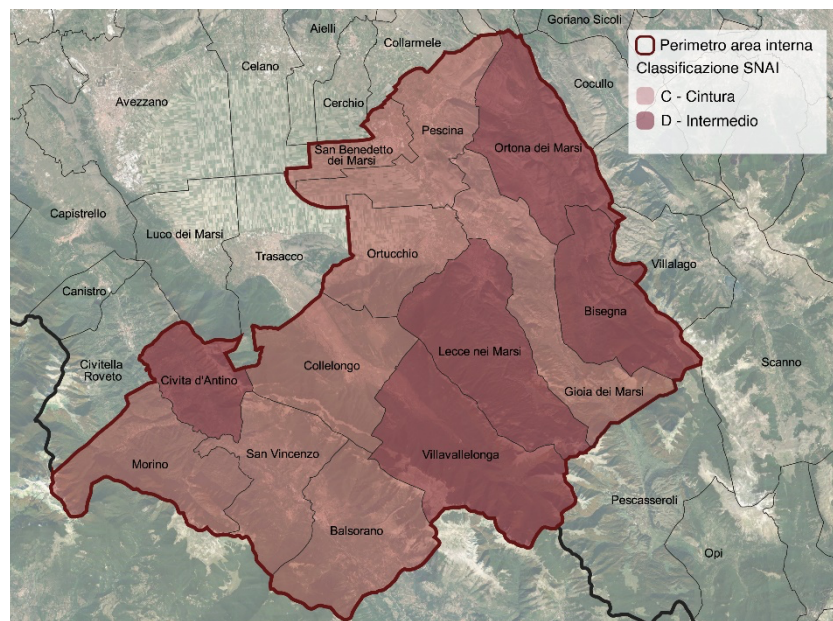 Goriano Sicoli
Aielli
Collarmele
Perimetro area interna
Classificazione SNAI
C - Cintura
D - Intermedio
Celano
Cocullo
Avezzano
Cerchio
Pescina
San Benedetto
dei Marsi
Ortona dei Marsi
Capistrello
Luco dei Marsi
Trasacco
Ortucchio
Villalago
Canistro
Bisegna
Civitella
Roveto
Civita d'Antino
Collelongo
Lecce nei Marsi
Scanno
Gioia dei Marsi
Morino
San Vincenzo
Villavallelonga
Pescasseroli
Balsorano
Opi